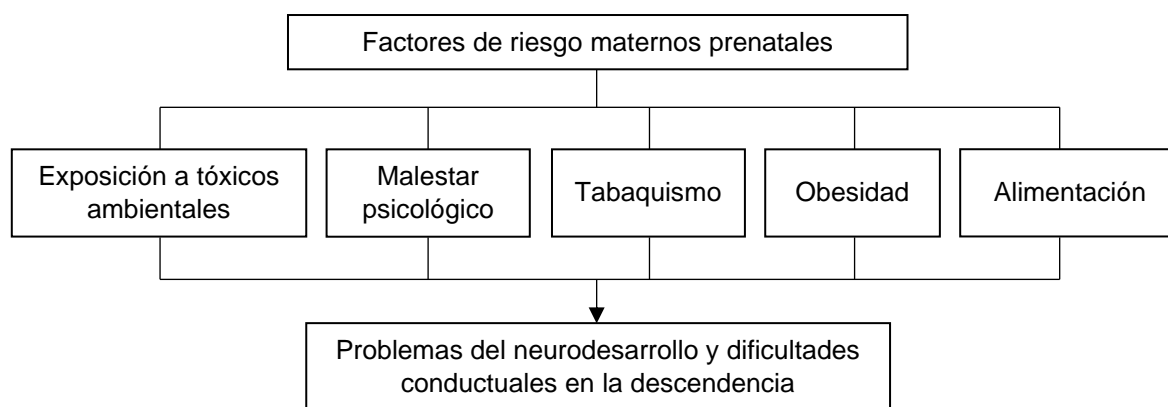 Factores de riesgo maternos prenatales
Exposición a tóxicos
ambientales
Malestar
psicológico
Tabaquismo
Obesidad
Alimentación
Problemas del neurodesarrollo y dificultades
conductuales en la descendencia